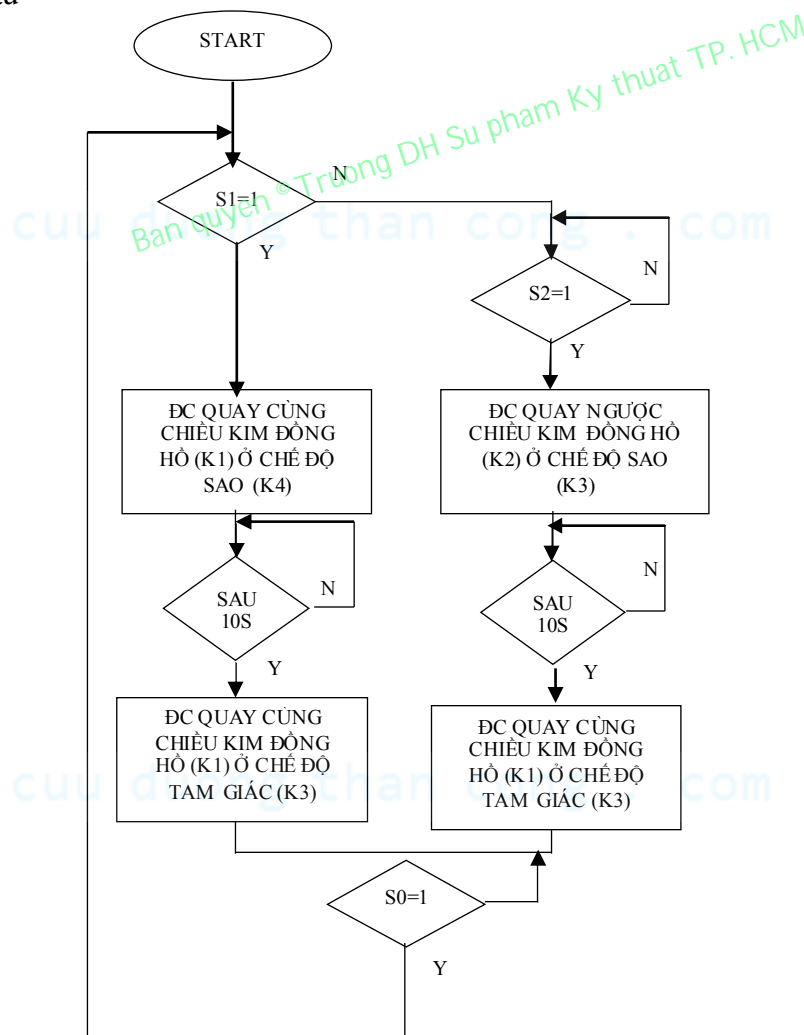 START
Ban quyen © Truong DH Su pham Ky thuat TP. HCM
S1=1
N
Y
cuu duong than cong . com
S2=1
N
Y
ĐC QUAY CÙNG
CHIỀU KIM ĐỒNG
HỒ (K1) Ở CHẾ ĐỘ
SAO (K4)
ĐC QUAY NGƯỢC
CHIỀU KIM ĐỒNG HỒ
(K2) Ở CHẾ ĐỘ SAO
(K3)
SAU
10S
N
Y
SAU
10S
N
Y
ĐC QUAY CÙNG
CHIỀU KIM ĐỒNG
HỒ (K1) Ở CHẾ ĐỘ
TAM GIÁC (K3)
ĐC QUAY CÙNG
CHIỀU KIM ĐỒNG
HỒ (K1) Ở CHẾ ĐỘ
TAM GIÁC (K3)
cuu duong than cong . com
S0=1
Y